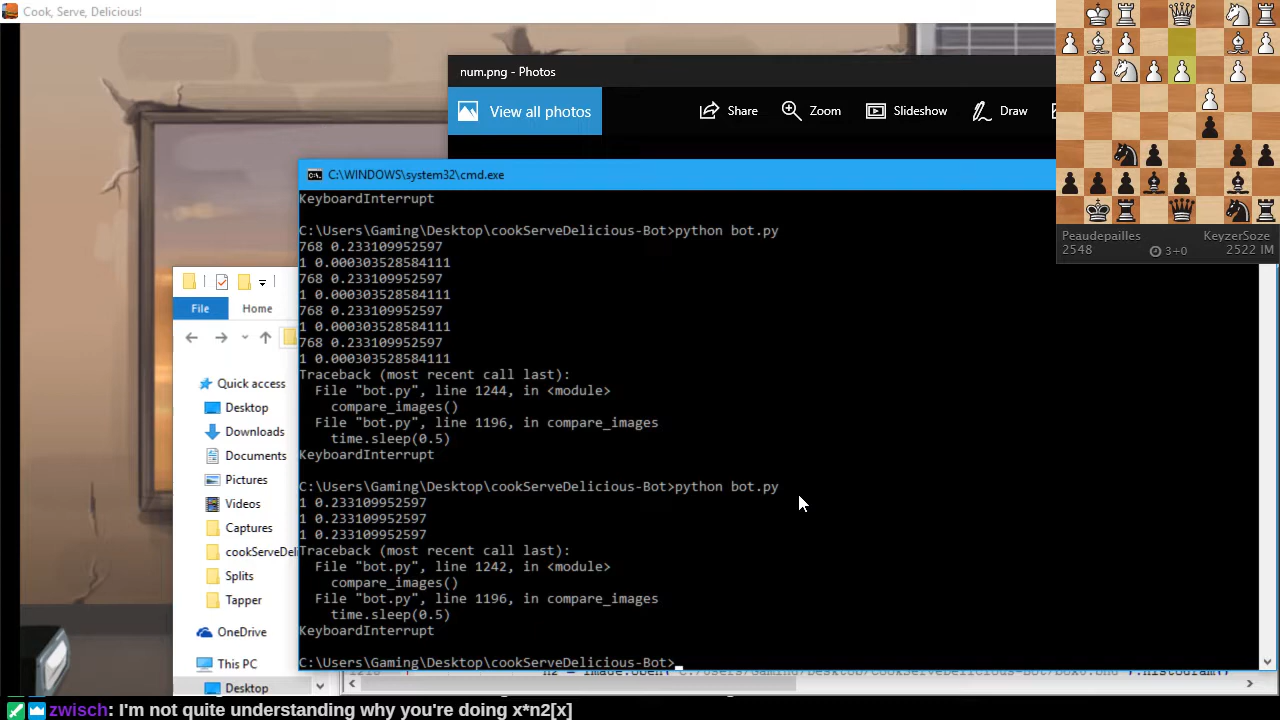 Cook, Serve, Delicious!
num.png - Photos
View all photos
Share
Zoom
Slideshow
Draw
C:\WINDOWS\system32\cmd.exe
KeyboardInterrupt
C:\Users\Gaming\Desktop\cookServeDelicious-Bot>python bot.py
768 0.233109952597
1 0.000303528584111
768 0.233109952597
1 0.000303528584111
768 0.233109952597
1 0.000303528584111
768 0.233109952597
1 0.000303528584111
Traceback (most recent call last):
File "bot.py", line 1244, in <module>
compare_images()
File "bot.py", line 1196, in compare_images
time.sleep(0.5)
KeyboardInterrupt
C:\Users\Gaming\Desktop\cookServeDelicious-Bot>python bot.py
1 0.233109952597
1 0.233109952597
1 0.233109952597
Traceback (most recent call last):
File "bot.py", line 1242, in <module>
compare_images()
File "bot.py", line 1196, in compare_images
time.sleep(0.5)
KeyboardInterrupt
C:\Users\Gaming\Desktop\cookServeDelicious-Bot>
File
Home
Quick access
Desktop
Downloads
Documents
Pictures
Videos
Captures
cookServeDeli
Splits
Tapper
OneDrive
This PC
Desktop
Peaudepailles
KeyzerSoze
2548
3+0
2522 IM
zwisch: I'm not quite understanding why you're doing x*n2[x]